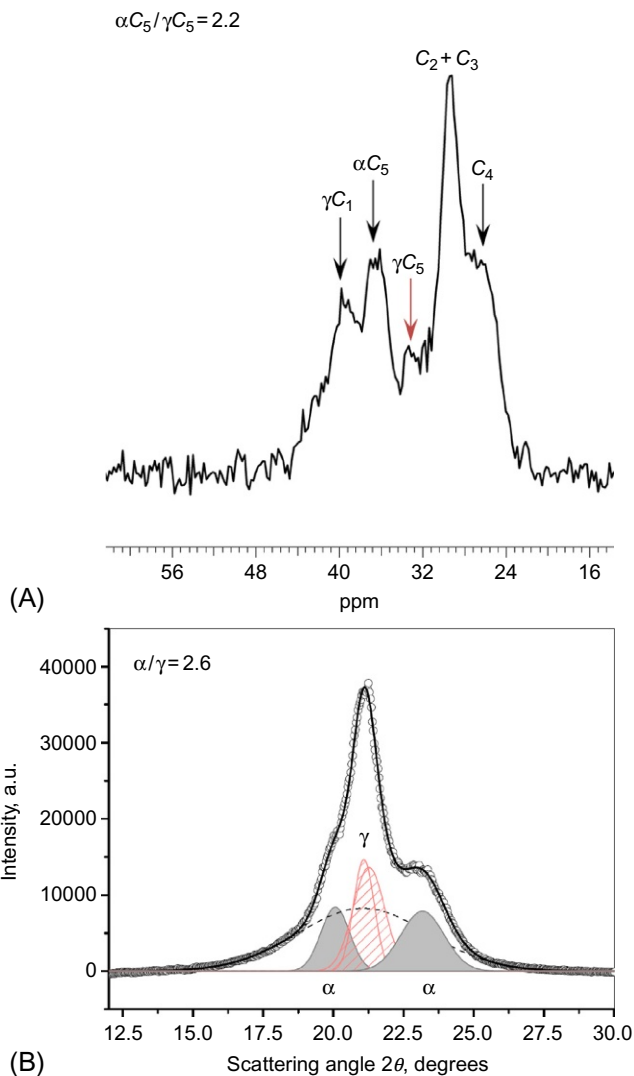 αC₅/γC₅ = 2.2
C₂ + C₃
αC₅
C₄
γC₁
γC₅
56 48 40 32 24 16
(A)
ppm
α/γ = 2.6
40000
30000
20000
10000
0
Intensity, a.u.
γ
α α
12.5 15.0 17.5 20.0 22.5 25.0 27.5 30.0
(B)
Scattering angle 2θ, degrees